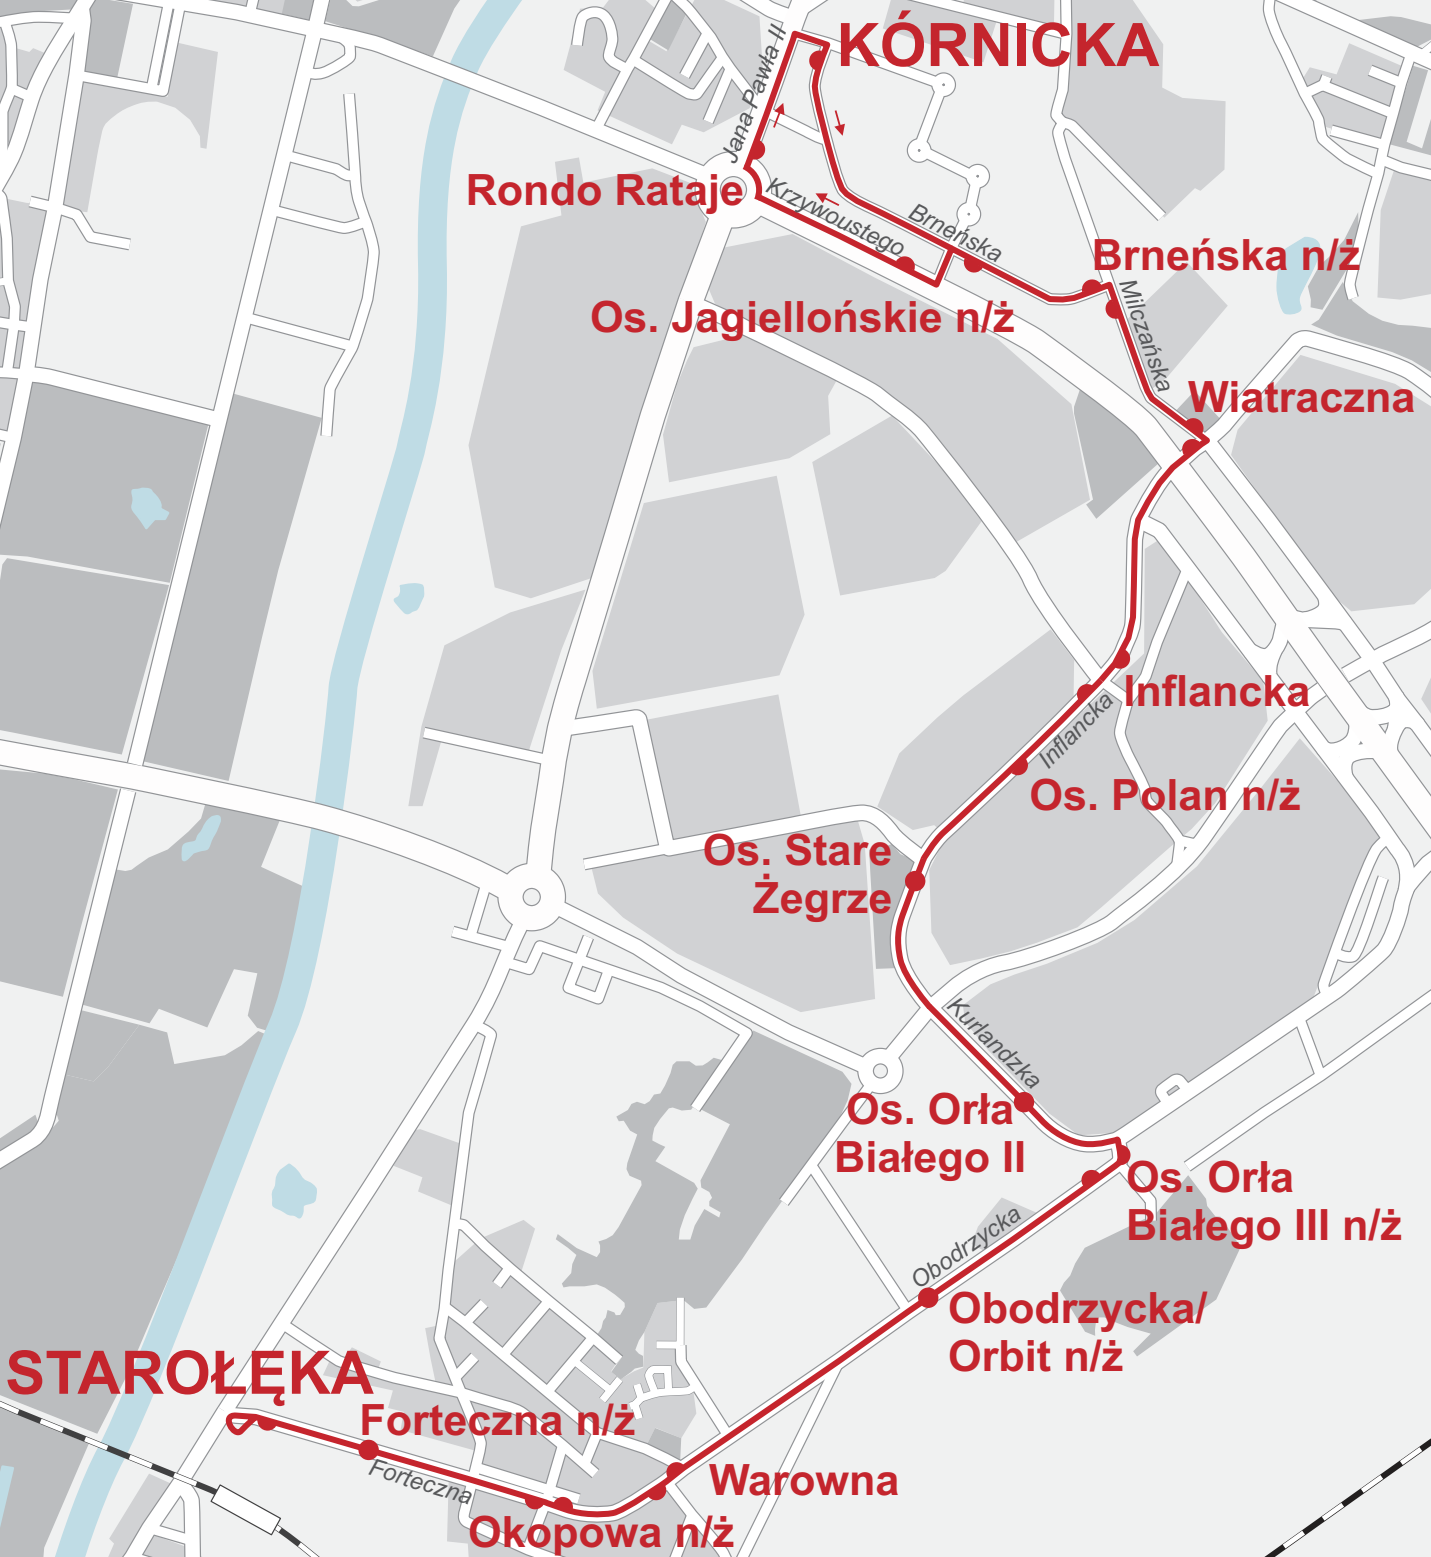 KÓRNICKA
Jana Pawła II
Rondo Rataje
Krzywoustego
Brneńska
Brneńska n/ż
Os. Jagiellońskie n/ż
Milczańska
Wiatraczna
Inflancka
Inflancka
Os. Polan n/ż
Os. Stare
Żegrze
Kurlandzka
Os. Orła
Białego II
Os. Orła
Białego III n/ż
Obodrzycka
Obodrzycka/
Orbit n/ż
STAROŁĘKA
Forteczna n/ż
Forteczna
Warowna
Okopowa n/ż